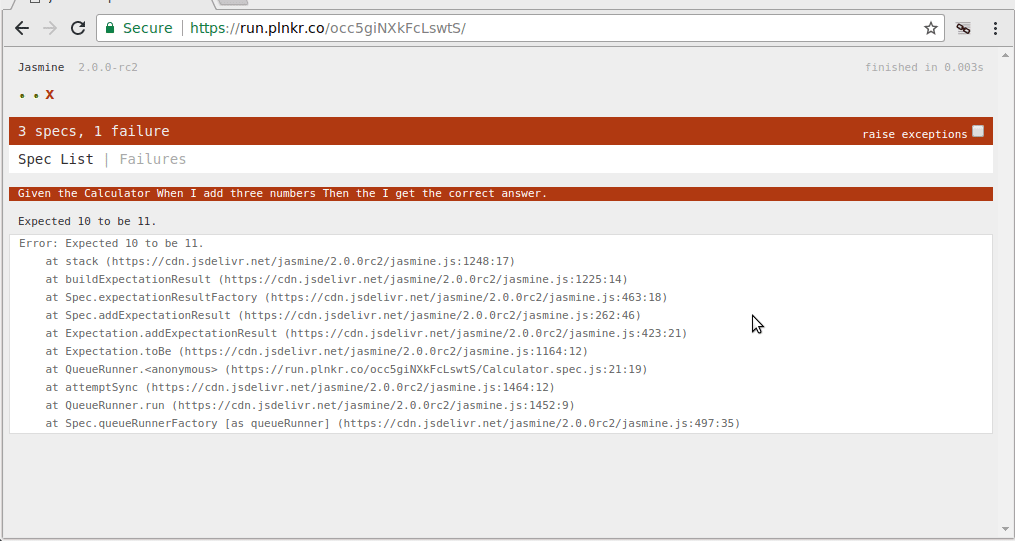 Secure https://run.plnkr.co/occ5giNXkFcLswtS/
Jasmine 2.0.0-rc2 finished in 0.003s
• • x
3 specs, 1 failure raise exceptions
Spec List | Failures
Given the Calculator When I add three numbers Then the I get the correct answer.
Expected 10 to be 11.
Error: Expected 10 to be 11.
at stack (https://cdn.jsdelivr.net/jasmine/2.0.0rc2/jasmine.js:1248:17)
at buildExpectationResult (https://cdn.jsdelivr.net/jasmine/2.0.0rc2/jasmine.js:1225:14)
at Spec.expectationResultFactory (https://cdn.jsdelivr.net/jasmine/2.0.0rc2/jasmine.js:463:18)
at Spec.addExpectationResult (https://cdn.jsdelivr.net/jasmine/2.0.0rc2/jasmine.js:262:46)
at Expectation.addExpectationResult (https://cdn.jsdelivr.net/jasmine/2.0.0rc2/jasmine.js:423:21)
at Expectation.toBe (https://cdn.jsdelivr.net/jasmine/2.0.0rc2/jasmine.js:1164:12)
at QueueRunner.<anonymous> (https://run.plnkr.co/occ5giNXkFcLswtS/Calculator.spec.js:21:19)
at attemptSync (https://cdn.jsdelivr.net/jasmine/2.0.0rc2/jasmine.js:1464:12)
at QueueRunner.run (https://cdn.jsdelivr.net/jasmine/2.0.0rc2/jasmine.js:1452:9)
at Spec.queueRunnerFactory [as queueRunner] (https://cdn.jsdelivr.net/jasmine/2.0.0rc2/jasmine.js:497:35)